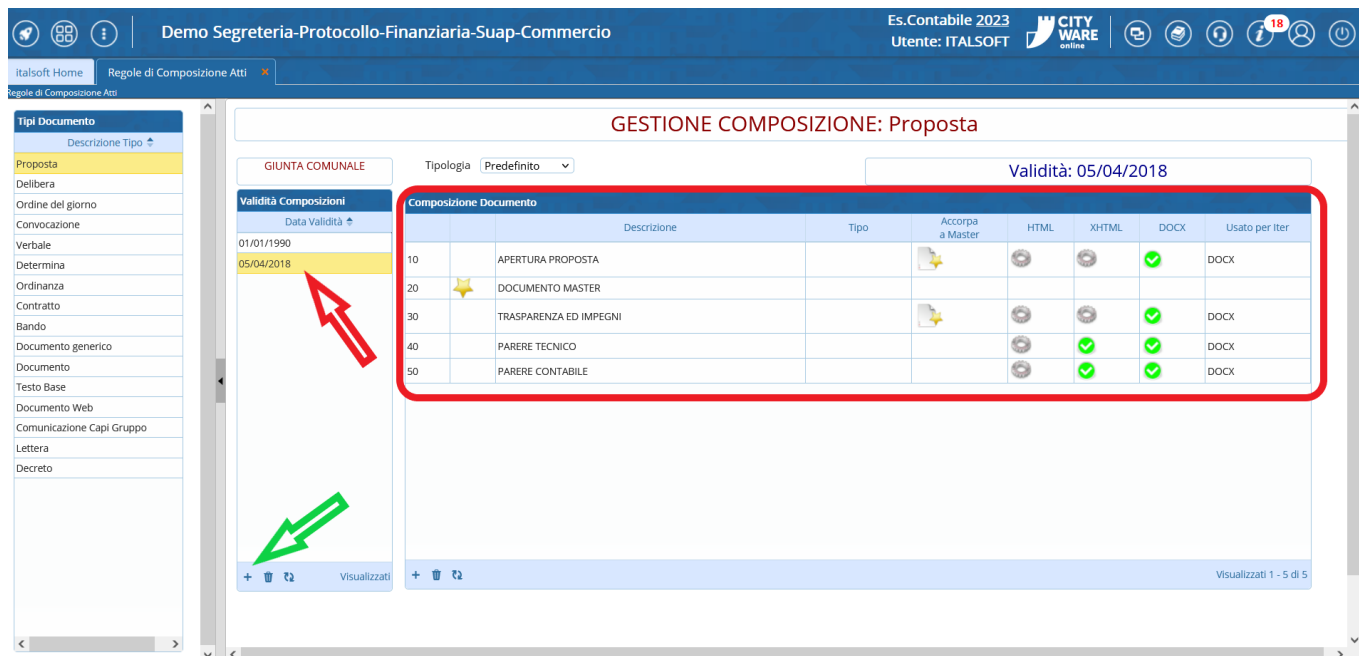 Demo Segreteria-Protocollo-Finanziaria-Suap-Commercio
Es.Contabile 2023
Utente: ITALSOFT
CITY
WARE
online
18
italsoft Home
Regole di Composizione Atti ×
Regole di Composizione Atti
Tipi Documento
Descrizione Tipo
Proposta
Delibera
Ordine del giorno
Convocazione
Verbale
Determina
Ordinanza
Contratto
Bando
Documento generico
Documento
Testo Base
Documento Web
Comunicazione Capi Gruppo
Lettera
Decreto
GESTIONE COMPOSIZIONE: Proposta
GIUNTA COMUNALE
Tipologia Predefinito
Validità: 05/04/2018
Validità Composizioni
Data Validità
01/01/1990
05/04/2018
Visualizzati
Composizione Documento
Descrizione Tipo Accorpa a Master HTML XHTML DOCX Usato per Iter
10 APERTURA PROPOSTA DOCX
20 DOCUMENTO MASTER
30 TRASPARENZA ED IMPEGNI DOCX
40 PARERE TECNICO DOCX
50 PARERE CONTABILE DOCX
Visualizzati 1 - 5 di 5